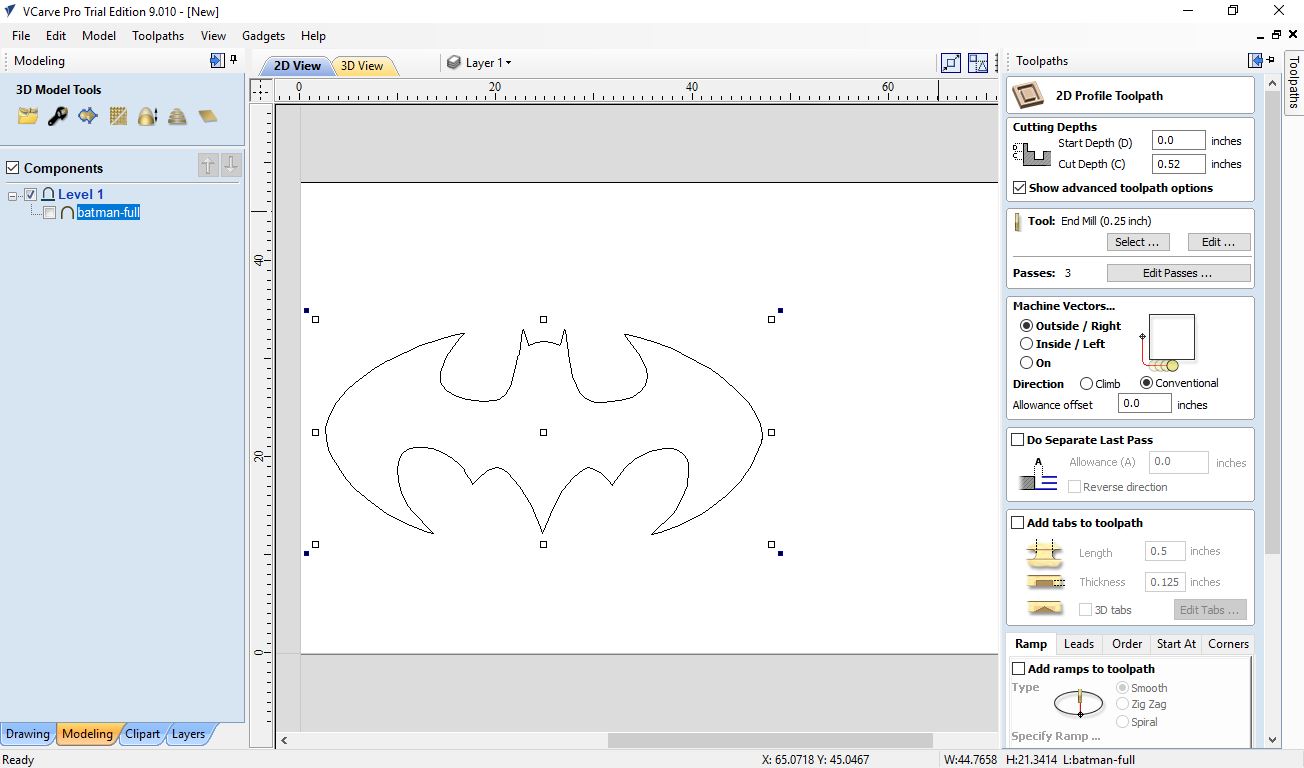 VCarve Pro Trial Edition 9.010 - [New]
File Edit Model Toolpaths View Gadgets Help
Modeling
3D Model Tools
Components
Level 1
batman-full
Drawing Modeling Clipart Layers
2D View 3D View Layer 1
0 20 40 60
40
20
0
Toolpaths
Toolpaths
2D Profile Toolpath
Cutting Depths
Start Depth (D) 0.0 inches
Cut Depth (C) 0.52 inches
Show advanced toolpath options
Tool: End Mill (0.25 inch)
Select ... Edit ...
Passes: 3 Edit Passes ...
Machine Vectors...
Outside / Right
Inside / Left
On
Direction Climb Conventional
Allowance offset 0.0 inches
Do Separate Last Pass
A Allowance (A) 0.0 inches
Reverse direction
Add tabs to toolpath
Length 0.5 inches
Thickness 0.125 inches
3D tabs Edit Tabs ...
Ramp Leads Order Start At Corners
Add ramps to toolpath
Type Smooth
Zig Zag
Spiral
Specify Ramp ...
Ready X: 65.0718 Y: 45.0467 W:44.7658 H:21.3414 L:batman-full